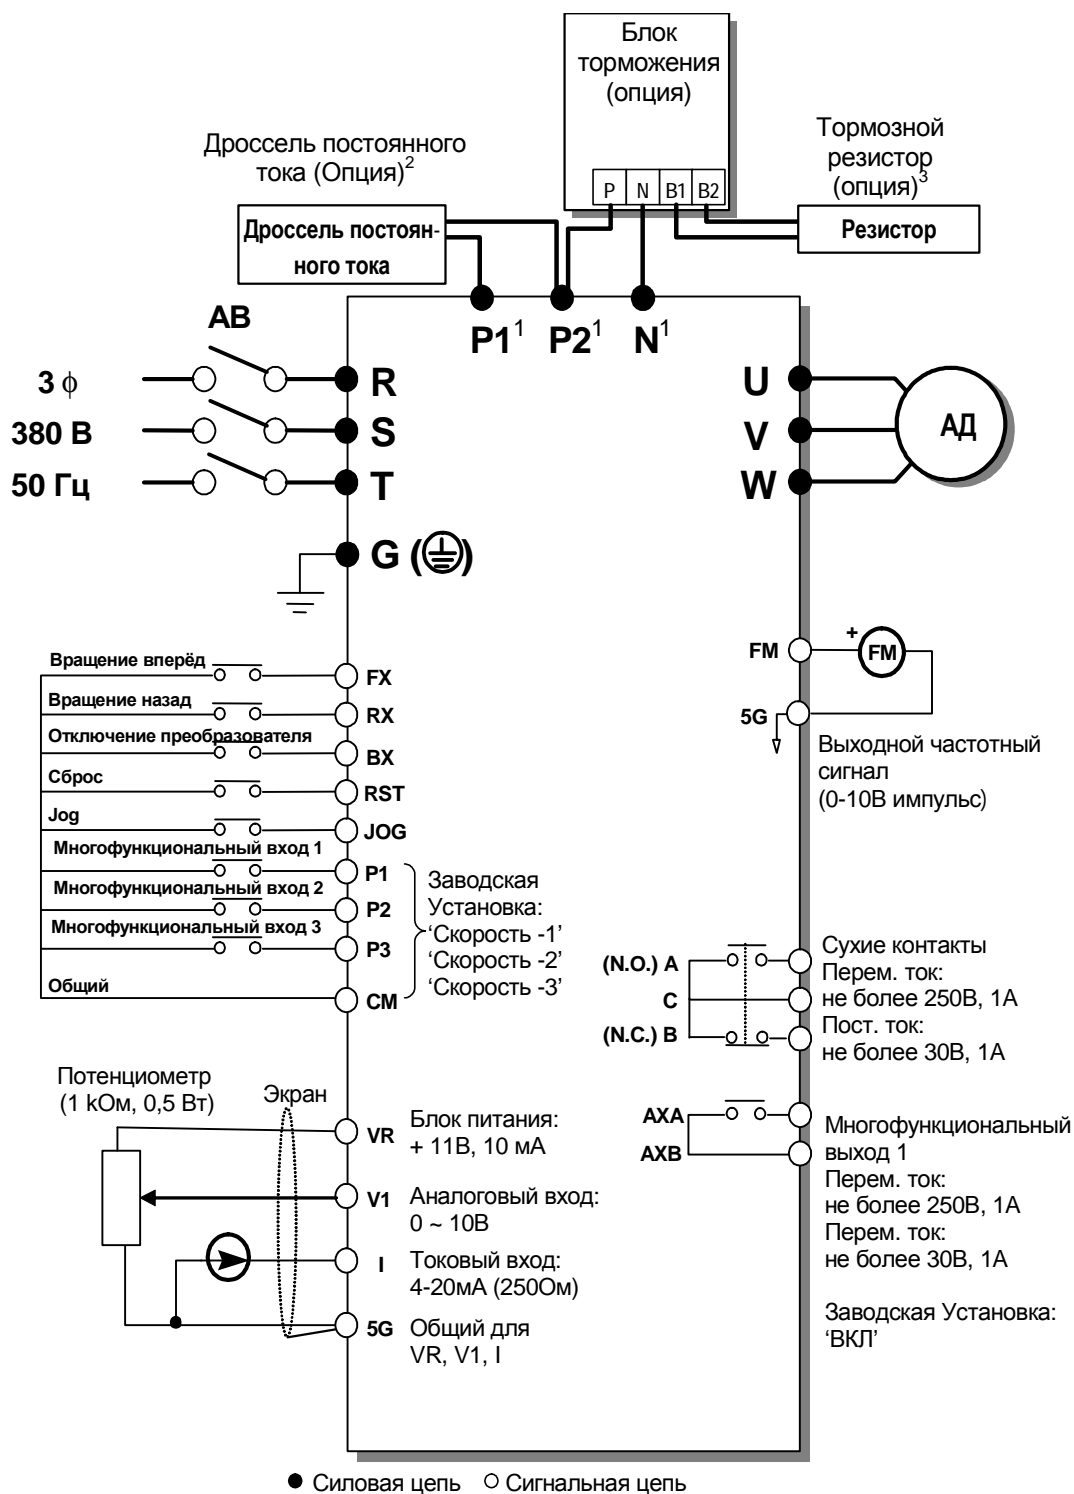 Блок
торможения
(опция)
P N B1 B2
Дроссель постоянного
тока (Опция)2
Тормозной
резистор
(опция)3
Дроссель постоян-
ного тока
Резистор
P11 P21 N1
АВ
3 ϕ
380 В
50 Гц
R
S
T
G ( )
U
V
W
АД
Вращение вперёд
FX
Вращение назад
RX
Отключение преобразователя
BX
Сброс
RST
Jog
JOG
Многофункциональный вход 1
P1
Многофункциональный вход 2
P2
Многофункциональный вход 3
P3
Общий
CM
Заводская
Установка:
‘Скорость -1’
‘Скорость -2’
‘Скорость -3’
FM
+
FM
5G
Выходной частотный
сигнал
(0-10В импульс)
(N.O.) A
C
(N.C.) B
Сухие контакты
Перем. ток:
не более 250В, 1А
Пост. ток:
не более 30В, 1А
Потенциометр
(1 kОм, 0,5 Вт)
Экран
VR
Блок питания:
+ 11В, 10 мА
V1
Аналоговый вход:
0 ~ 10В
I
Токовый вход:
4-20мА (250Ом)
5G
Общий для
VR, V1, I
AXA
AXB
Многофункциональный
выход 1
Перем. ток:
не более 250В, 1А
Перем. ток:
не более 30В, 1А
Заводская Установка:
‘ВКЛ’
● Силовая цепь ○ Сигнальная цепь